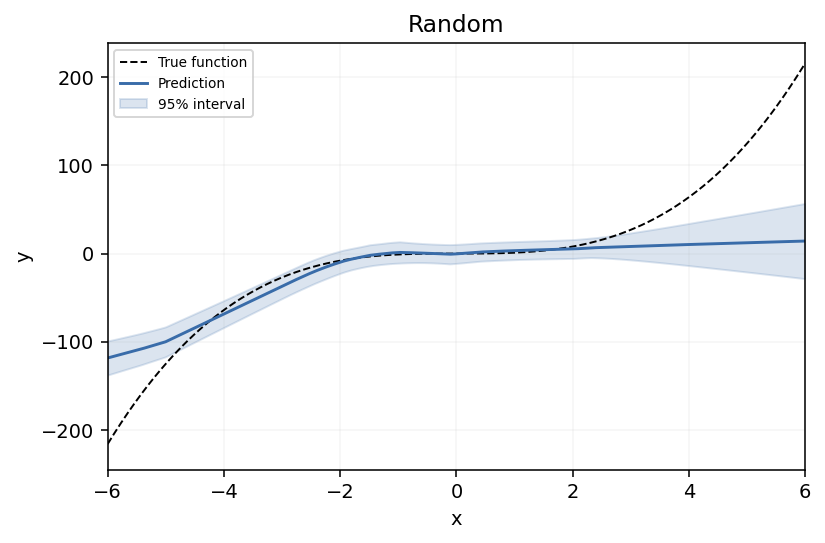 Random
True function
Prediction
95% interval
200
100
0
−100
−200
y
−6
−4
−2
0
2
4
6
x